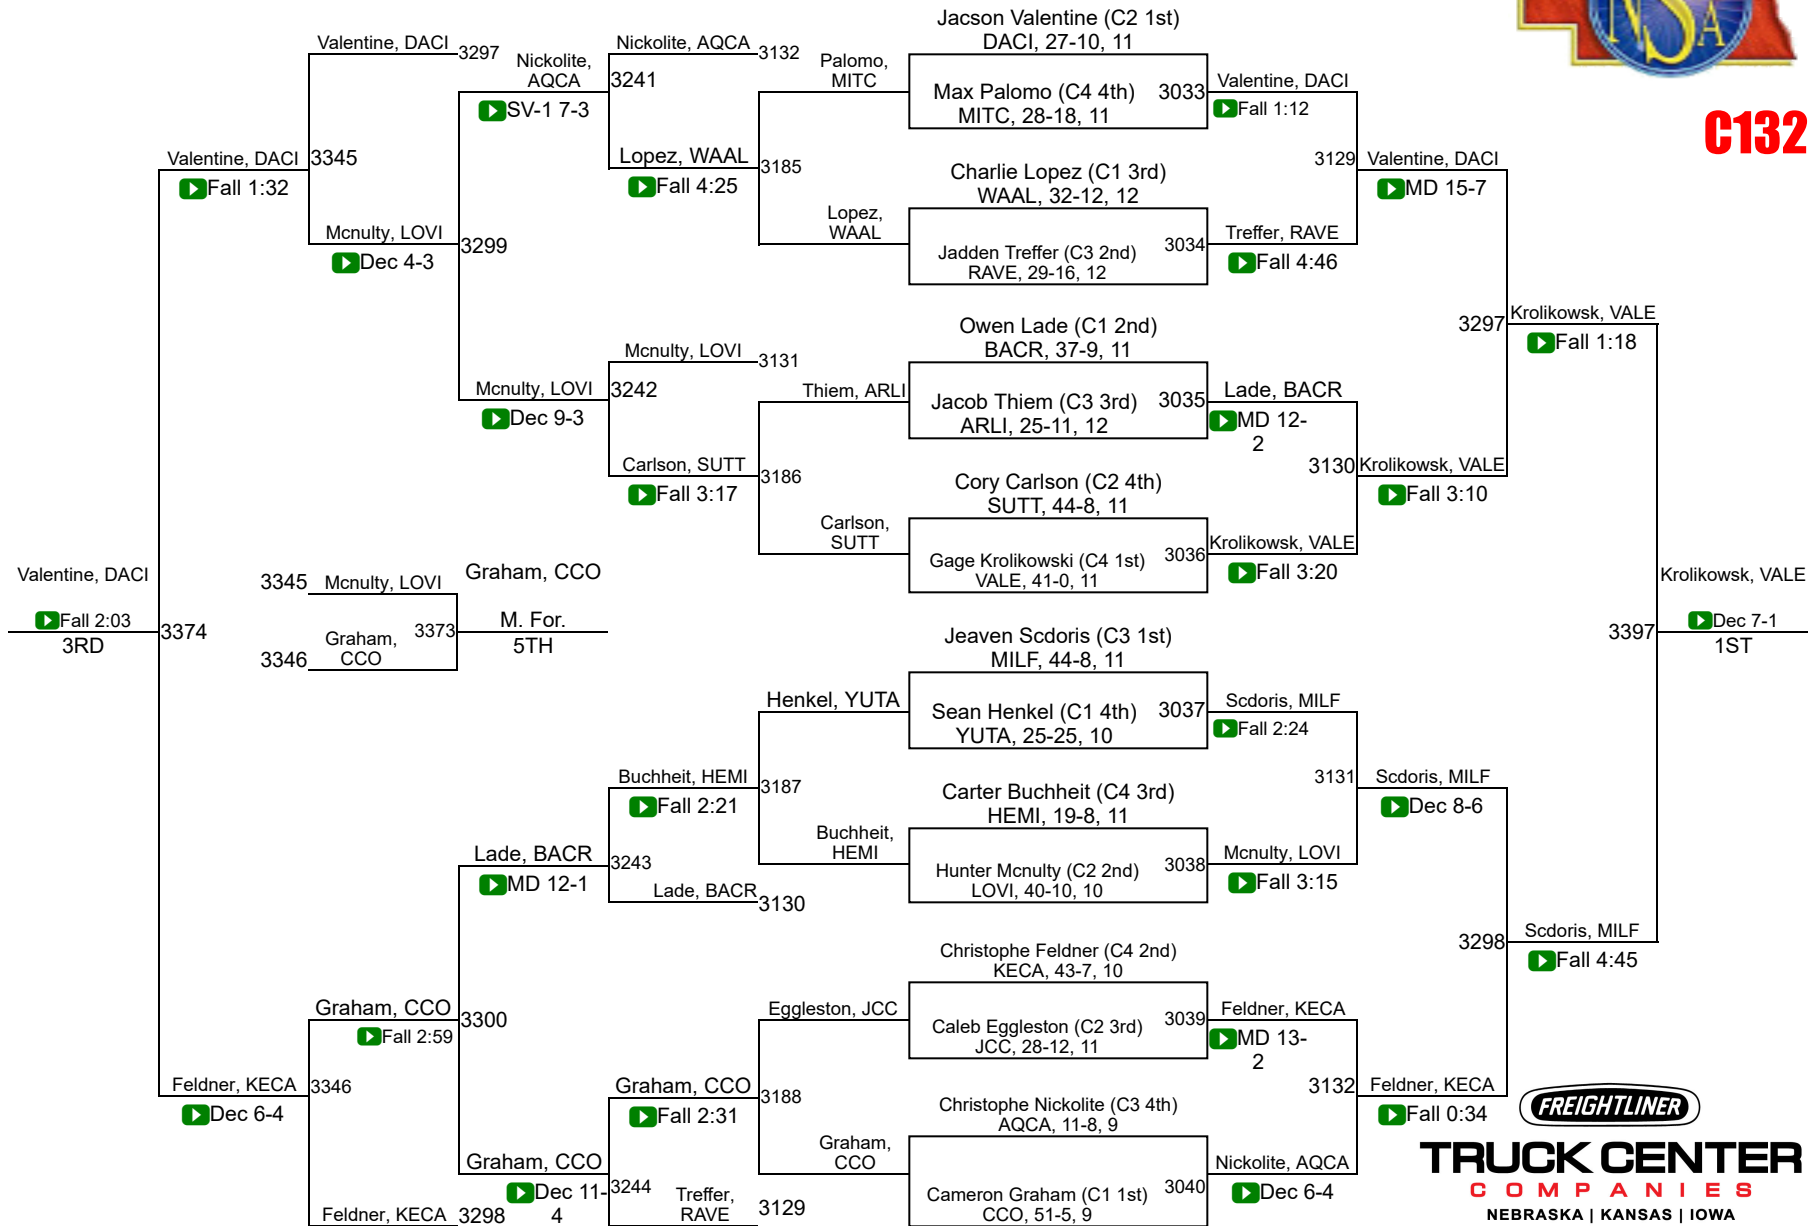 NSA
C132
Jacson Valentine (C2 1st)
DACI, 27-10, 11
Max Palomo (C4 4th)
MITC, 28-18, 11
3033
Charlie Lopez (C1 3rd)
WAAL, 32-12, 12
Jadden Treffer (C3 2nd)
RAVE, 29-16, 12
3034
Owen Lade (C1 2nd)
BACR, 37-9, 11
Jacob Thiem (C3 3rd)
ARLI, 25-11, 12
3035
Cory Carlson (C2 4th)
SUTT, 44-8, 11
Gage Krolikowski (C4 1st)
VALE, 41-0, 11
3036
Jeaven Scdoris (C3 1st)
MILF, 44-8, 11
Sean Henkel (C1 4th)
YUTA, 25-25, 10
3037
Carter Buchheit (C4 3rd)
HEMI, 19-8, 11
Hunter Mcnulty (C2 2nd)
LOVI, 40-10, 10
3038
Christophe Feldner (C4 2nd)
KECA, 43-7, 10
Caleb Eggleston (C2 3rd)
JCC, 28-12, 11
3039
Christophe Nickolite (C3 4th)
AQCA, 11-8, 9
Cameron Graham (C1 1st)
CCO, 51-5, 9
3040
Valentine, DACI
Fall 1:12
3129
Treffer, RAVE
Fall 4:46
Lade, BACR
MD 12-
2
3130
Krolikowsk, VALE
Fall 3:20
Scdoris, MILF
Fall 2:24
3131
Mcnulty, LOVI
Fall 3:15
Feldner, KECA
MD 13-
2
3132
Nickolite, AQCA
Dec 6-4
Valentine, DACI
MD 15-7
3297
Krolikowsk, VALE
Fall 3:10
Scdoris, MILF
Dec 8-6
3298
Feldner, KECA
Fall 0:34
Krolikowsk, VALE
Fall 1:18
3397
Scdoris, MILF
Fall 4:45
Krolikowsk, VALE
Dec 7-1
1ST
Palomo,
MITC
3185
Lopez,
WAAL
Thiem, ARLI
3186
Carlson,
SUTT
Henkel, YUTA
3187
Buchheit,
HEMI
Eggleston, JCC
3188
Graham,
CCO
Nickolite, AQCA
3132
3241
Lopez, WAAL
Fall 4:25
Mcnulty, LOVI
3131
3242
Carlson, SUTT
Fall 3:17
Buchheit, HEMI
Fall 2:21
3243
Lade, BACR
3130
Graham, CCO
Fall 2:31
3244
Treffer,
RAVE
3129
Nickolite,
AQCA
SV-1 7-3
3299
Mcnulty, LOVI
Dec 9-3
Lade, BACR
MD 12-1
3300
Graham, CCO
Dec 11-
4
Valentine, DACI
3297
3345
Mcnulty, LOVI
Dec 4-3
Graham, CCO
Fall 2:59
3346
Feldner, KECA
3298
Valentine, DACI
Fall 1:32
3374
Feldner, KECA
Dec 6-4
Valentine, DACI
Fall 2:03
3RD
3345
Mcnulty, LOVI
3373
3346
Graham,
CCO
Graham, CCO
M. For.
5TH
FREIGHTLINER
TRUCK CENTER
COMPANIES
NEBRASKA | KANSAS | IOWA